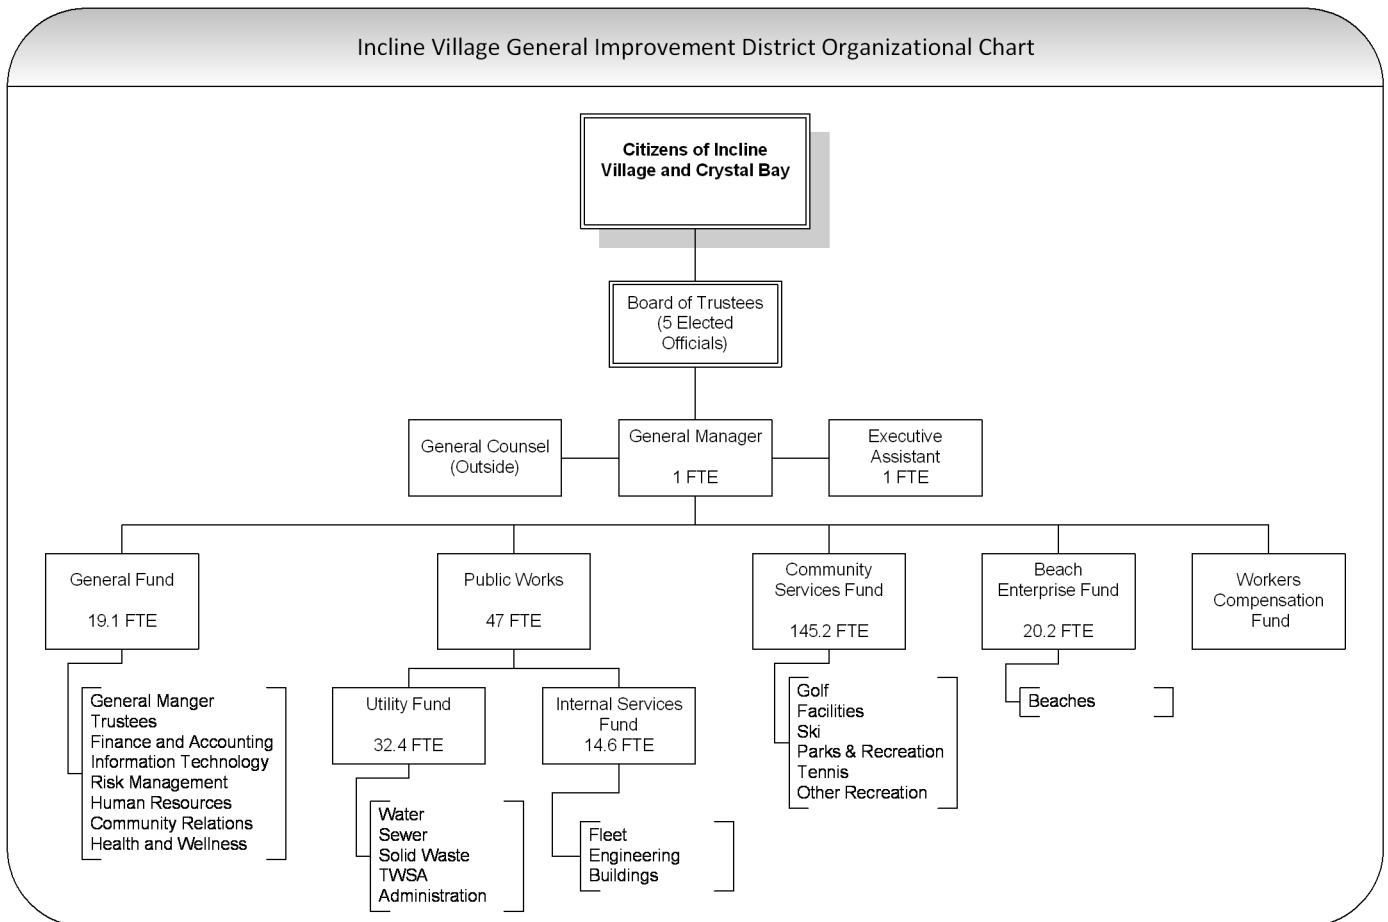 Incline Village General Improvement District Organizational Chart
Citizens of Incline
Village and Crystal Bay
Board of Trustees
(5 Elected
Officials)
General Counsel
(Outside)
General Manager
1 FTE
Executive
Assistant
1 FTE
General Fund
19.1 FTE
Public Works
47 FTE
Community
Services Fund
145.2 FTE
Beach
Enterprise Fund
20.2 FTE
Workers
Compensation
Fund
General Manger
Trustees
Finance and Accounting
Information Technology
Risk Management
Human Resources
Community Relations
Health and Wellness
Utility Fund
32.4 FTE
Internal Services
Fund
14.6 FTE
Golf
Facilities
Ski
Parks & Recreation
Tennis
Other Recreation
Beaches
Water
Sewer
Solid Waste
TWSA
Administration
Fleet
Engineering
Buildings